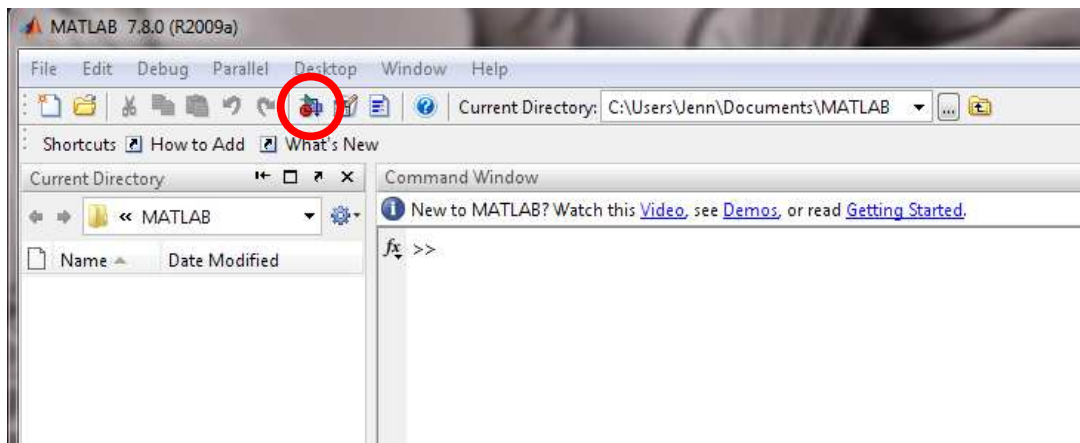 MATLAB 7.8.0 (R2009a)
File Edit Debug Parallel Desktop Window Help
Current Directory: C:\Users\Jenn\Documents\MATLAB ...
Shortcuts How to Add What's New
Current Directory
« MATLAB
Name Date Modified
Command Window
New to MATLAB? Watch this Video, see Demos, or read Getting Started.
fx >>